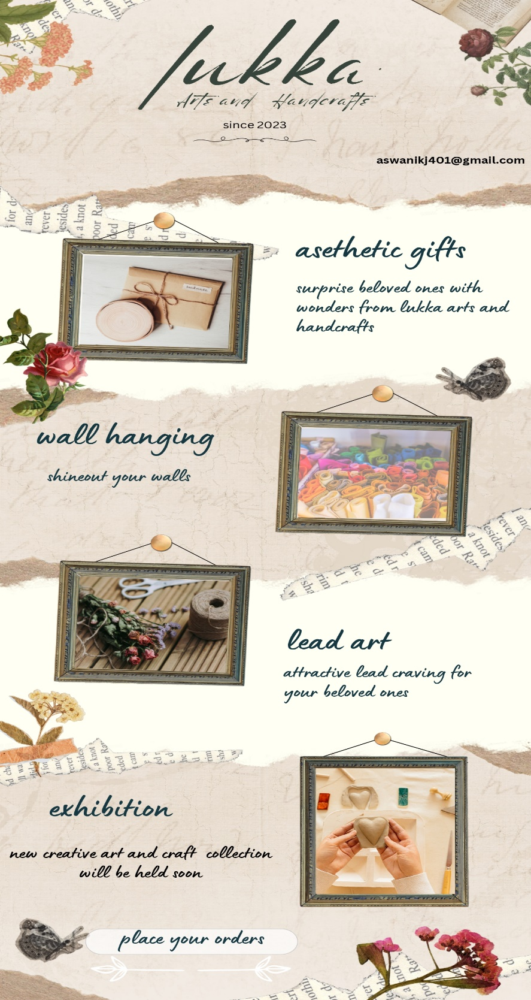 lukka
Arts and Handcrafts
since 2023
aswanikj401@gmail.com
asethetic gifts
surprise beloved ones with
wonders from lukka arts and
handcrafts
wall hanging
shineout your walls
lead art
attractive lead craving for
your beloved ones
exhibition
new creative art and craft collection
will be held soon
place your orders